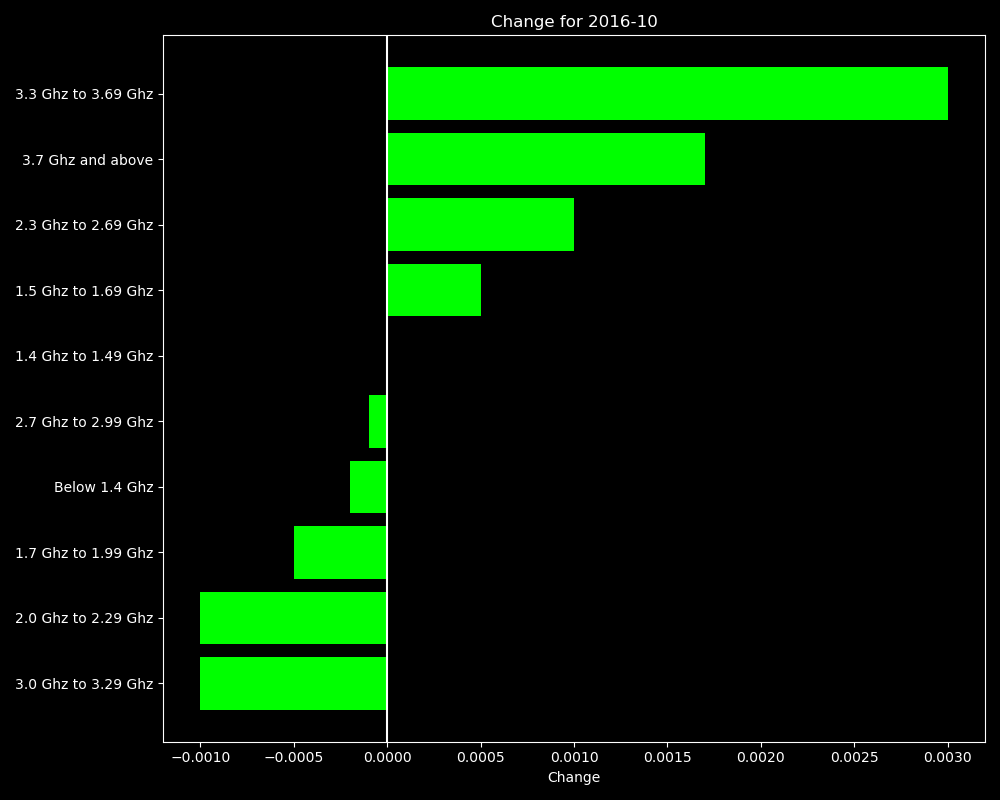 Change for 2016-10
3.3 Ghz to 3.69 Ghz
3.7 Ghz and above
2.3 Ghz to 2.69 Ghz
1.5 Ghz to 1.69 Ghz
1.4 Ghz to 1.49 Ghz
2.7 Ghz to 2.99 Ghz
Below 1.4 Ghz
1.7 Ghz to 1.99 Ghz
2.0 Ghz to 2.29 Ghz
3.0 Ghz to 3.29 Ghz
−0.0010 −0.0005 0.0000 0.0005 0.0010 0.0015 0.0020 0.0025 0.0030
Change